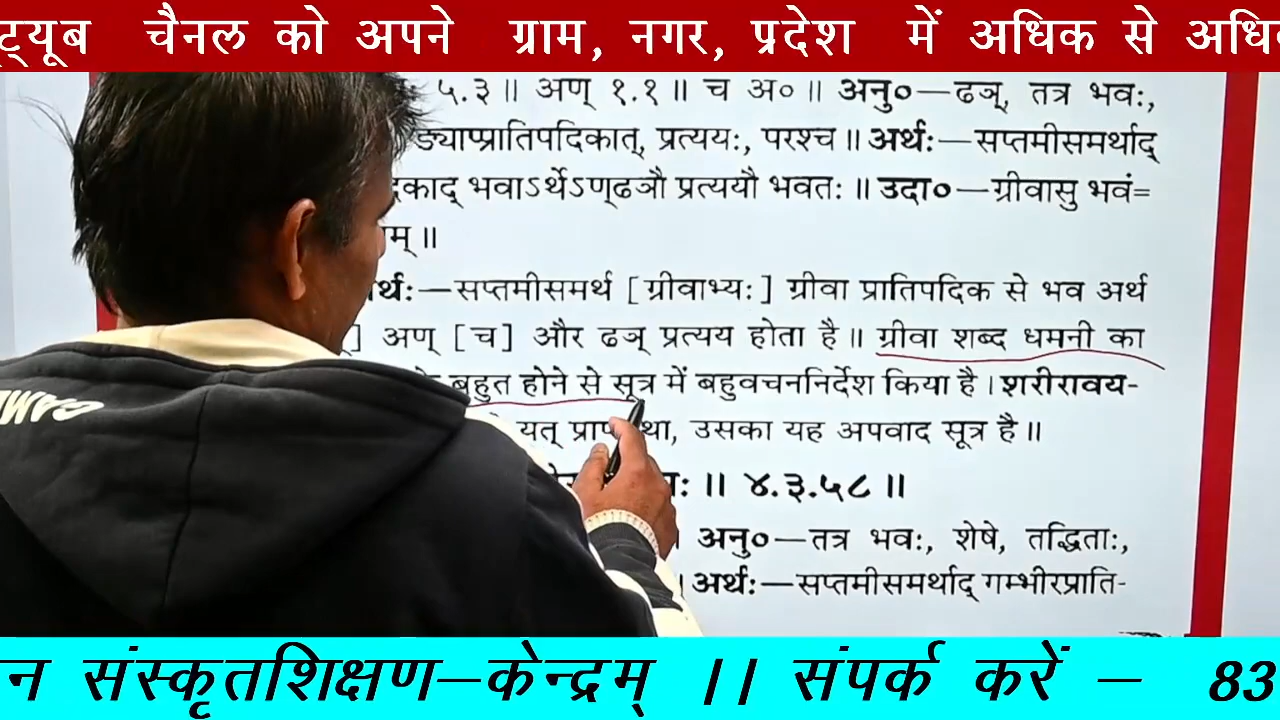 ट्यूब चैनल को अपने ग्राम, नगर, प्रदेश में अधिक से अधि
५.३ ॥ अण् १.१ ॥ च अ० ॥ अनु०—ढञ्, तत्र भवः,
ङ्याप्प्रातिपदिकात्, प्रत्ययः, परश्च ॥ अर्थः—सप्तमीसमर्थाद्
भवाऽर्थेऽण्ढञौ प्रत्ययौ भवतः ॥ उदा०—ग्रीवासु भवं=
म् ॥
सप्तमीसमर्थ [ग्रीवाभ्यः] ग्रीवा प्रातिपदिक से भव अर्थ
] अण् [च] और ढञ् प्रत्यय होता है ॥ ग्रीवा शब्द धमनी का
बहुत होने से सूत्र में बहुवचननिर्देश किया है । शरीरावय-
यत् था, उसका यह अपवाद सूत्र है ॥
॥ ४.३.५८ ॥
अनु०—तत्र भवः, शेषे, तद्धिताः,
। अर्थः—सप्तमीसमर्थाद् गम्भीरप्राति-
न संस्कृतशिक्षण-केन्द्रम् || संपर्क करें - 83